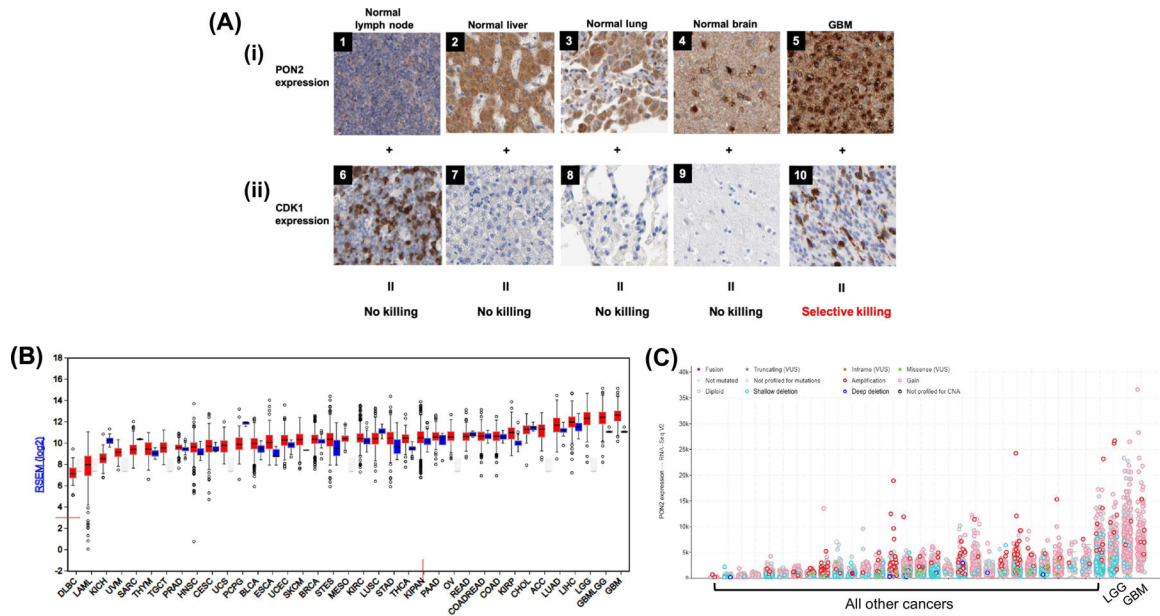 (A)
Normal lymph node
Normal liver
Normal lung
Normal brain
GBM
(i)
PON2 expression
1
2
3
4
5
+
+
+
+
+
(ii)
CDK1 expression
6
7
8
9
10
=
=
=
=
=
No killing
No killing
No killing
No killing
Selective killing
(B)
RSEM (log2)
18
16
14
12
10
8
6
4
2
0
-2
DLBC
LAML
KICH
UVM
SARC
THYM
TGCT
PRAD
HNSC
CESC
UCS
PCPG
BLCA
ESCA
UCEC
SKCM
BRCA
STES
MESO
KIRC
LUSC
STAD
THCA
KIPAN
PAAD
OV
READ
COADREAD
COAD
KIRP
CHOL
ACC
LUAD
LIHC
LGG
GBMLGG
GBM
(C)
Fusion
Truncating (VUS)
Inframe (VUS)
Missense (VUS)
Not mutated
Not profiled for mutations
Amplification
Gain
Diploid
Shallow deletion
Deep deletion
Not profiled for CNA
PON2 expression --- RNA Seq V2
40k
35k
30k
25k
20k
15k
10k
5k
0
All other cancers
LGG
GBM